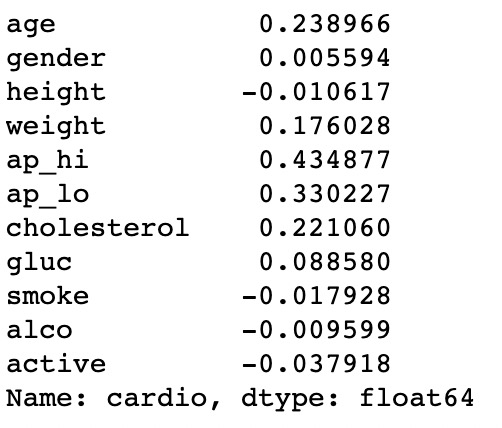 age 0.238966
gender 0.005594
height -0.010617
weight 0.176028
ap_hi 0.434877
ap_lo 0.330227
cholesterol 0.221060
gluc 0.088580
smoke -0.017928
alco -0.009599
active -0.037918
Name: cardio, dtype: float64